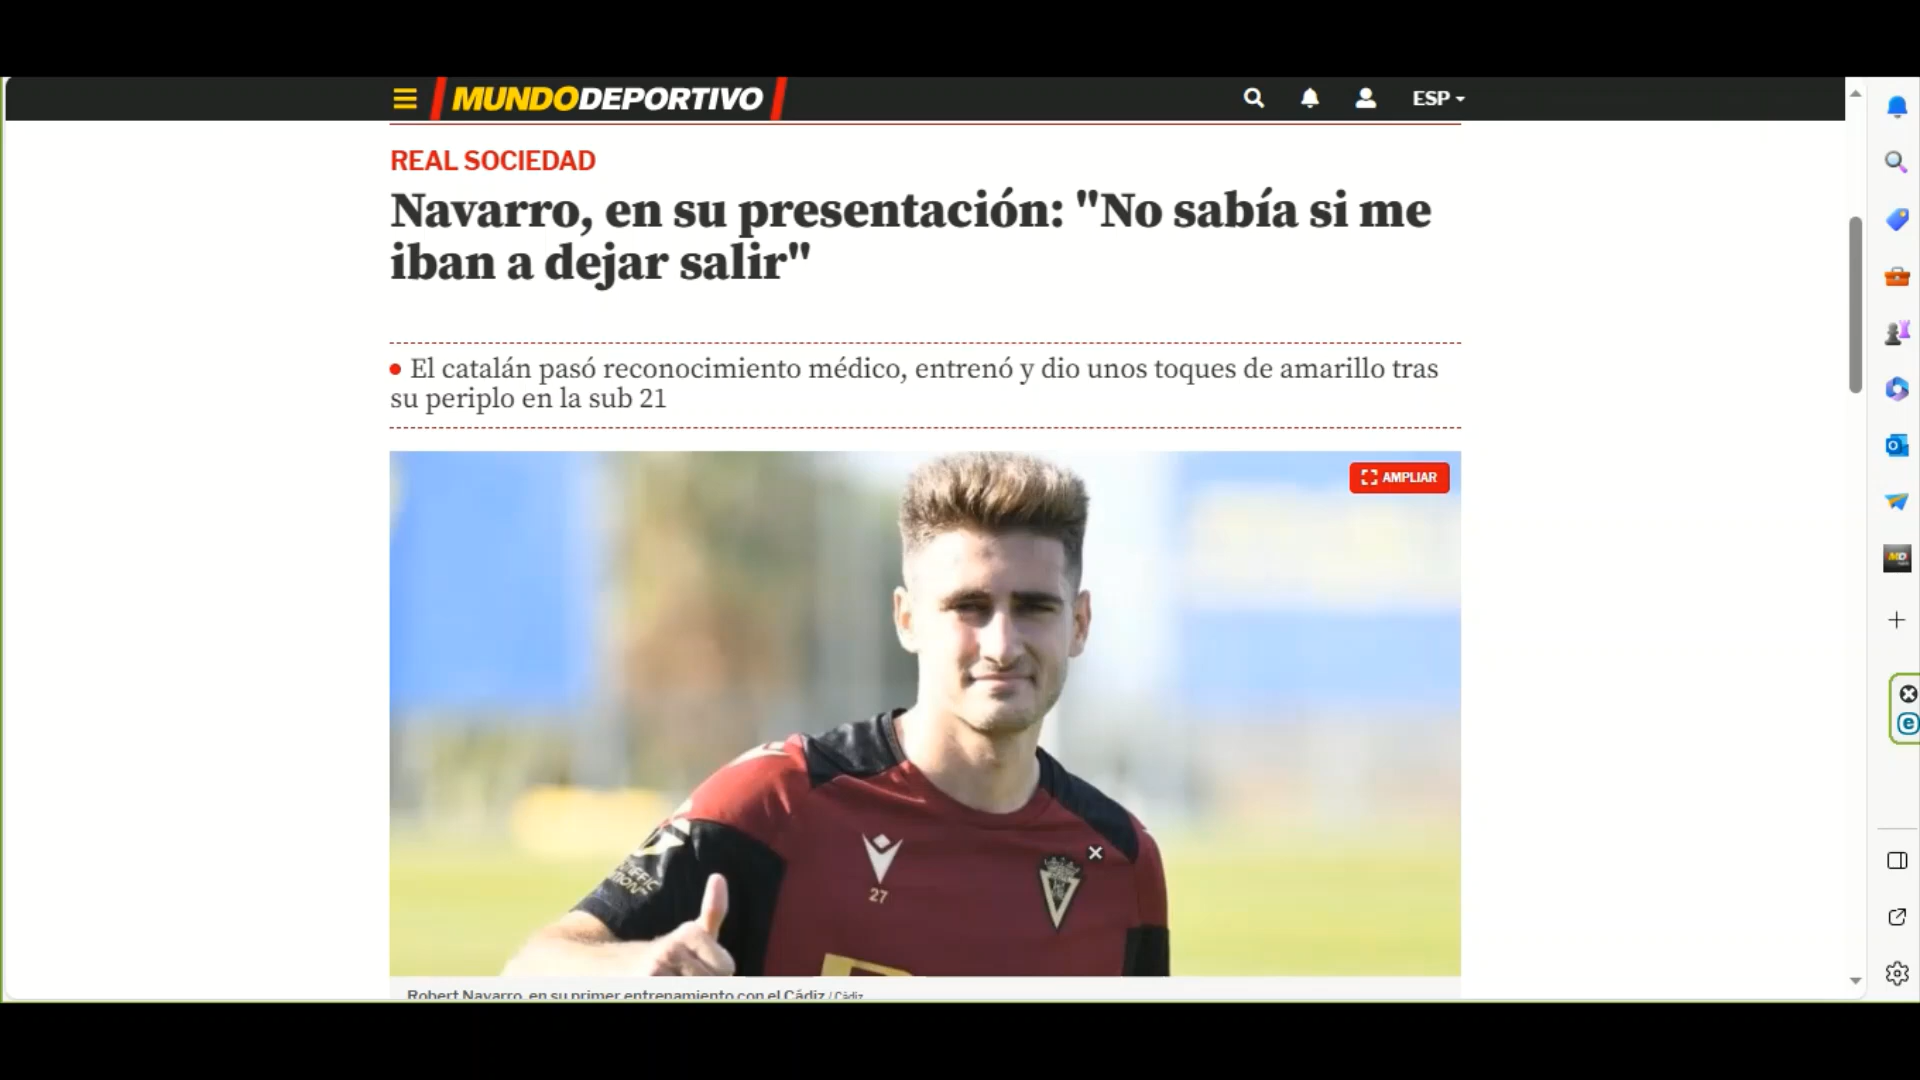 MUNDODEPORTIVO
ESP
REAL SOCIEDAD
Navarro, en su presentación: "No sabía si me
iban a dejar salir"
El catalán pasó reconocimiento médico, entrenó y dio unos toques de amarillo tras
su periplo en la sub 21
AMPLIAR
27
Robert Navarro, en su primer entrenamiento con el Cádiz / Cádiz